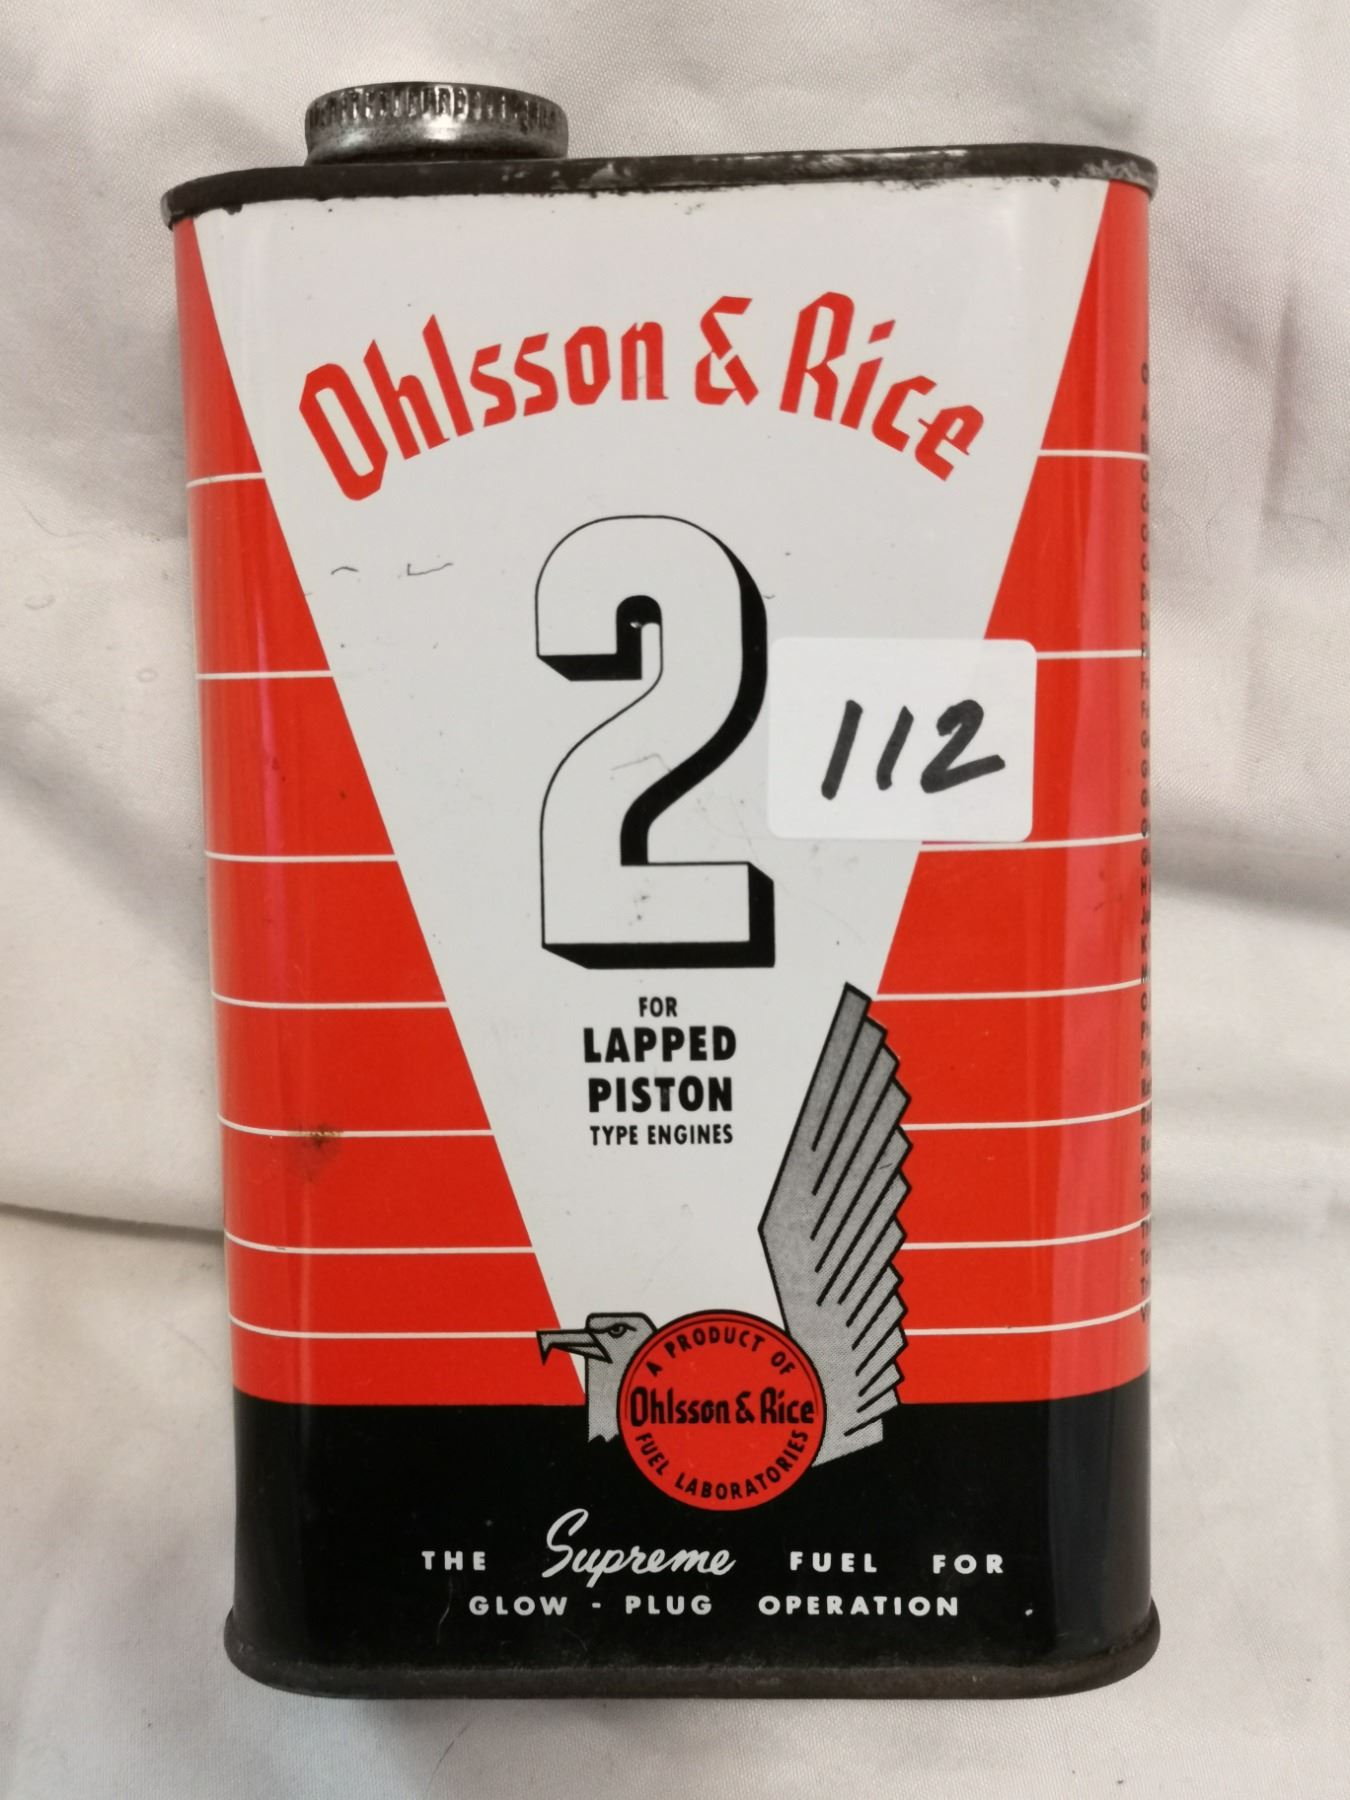 Ohlsson & Rice
2
112
FOR
LAPPED
PISTON
TYPE ENGINES
A PRODUCT OF
Ohlsson & Rice
FUEL LABORATORIES
THE Supreme FUEL FOR
GLOW - PLUG OPERATION